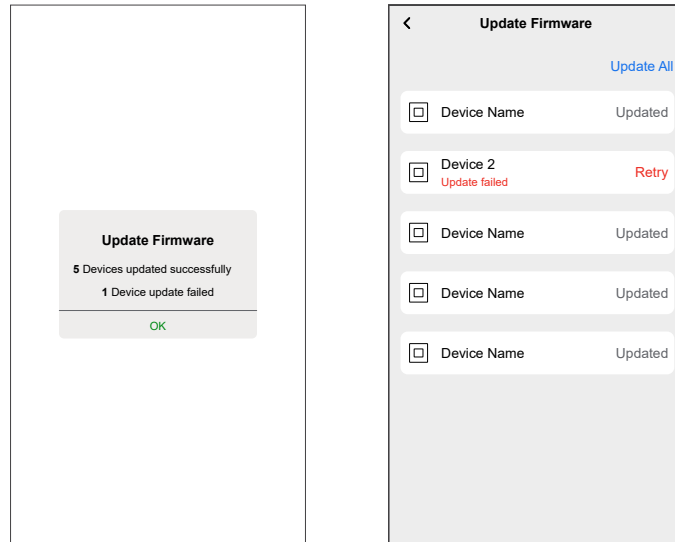 Update Firmware
5 Devices updated successfully
1 Device update failed
OK
Update Firmware
Update All
Device Name Updated
Device 2
Update failed
Retry
Device Name Updated
Device Name Updated
Device Name Updated